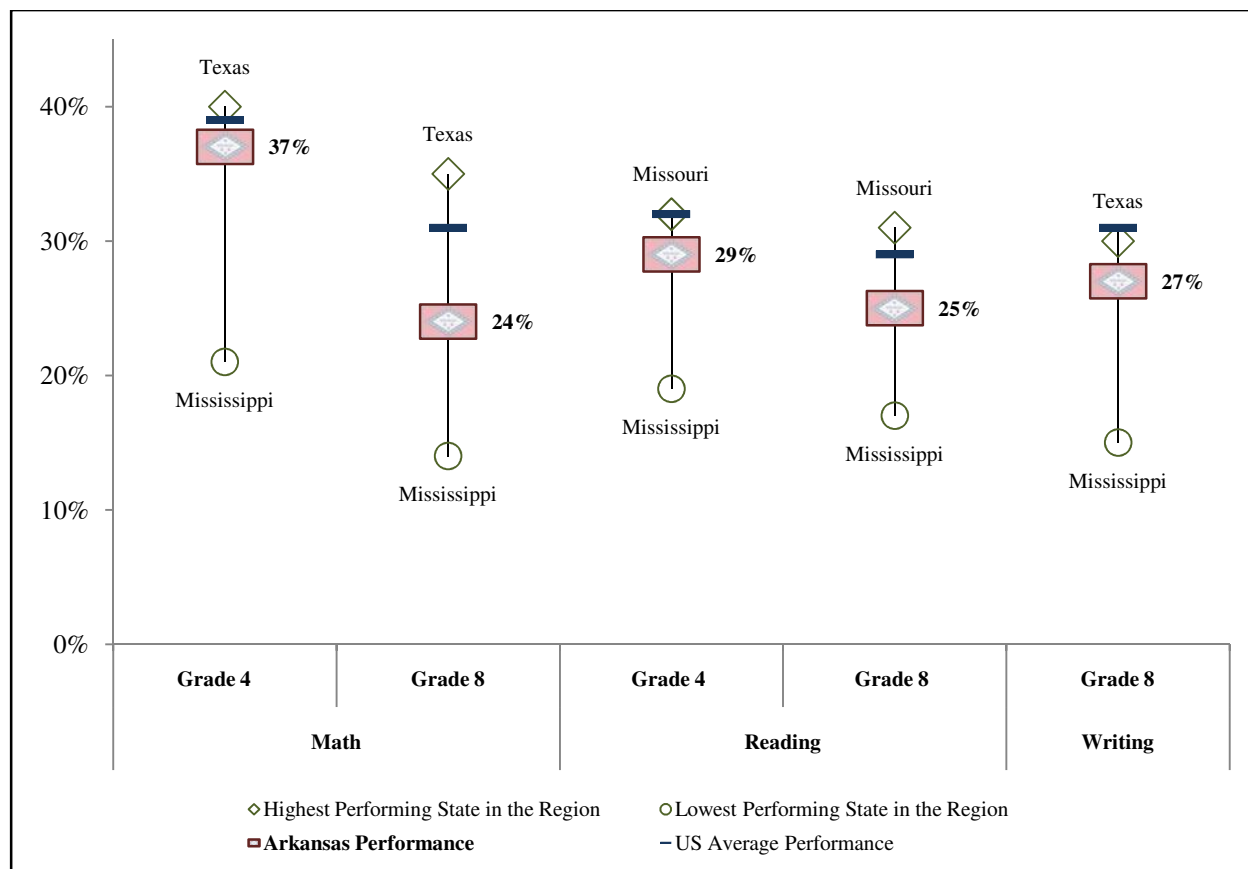 Texas
40%
37%
Texas
Missouri
Missouri
Texas
30%
29%
27%
25%
24%
20%
Mississippi
Mississippi
Mississippi
Mississippi
Mississippi
10%
0%
Grade 4 Grade 8 Grade 4 Grade 8 Grade 8
Math Reading Writing
Highest Performing State in the Region Lowest Performing State in the Region
Arkansas Performance US Average Performance